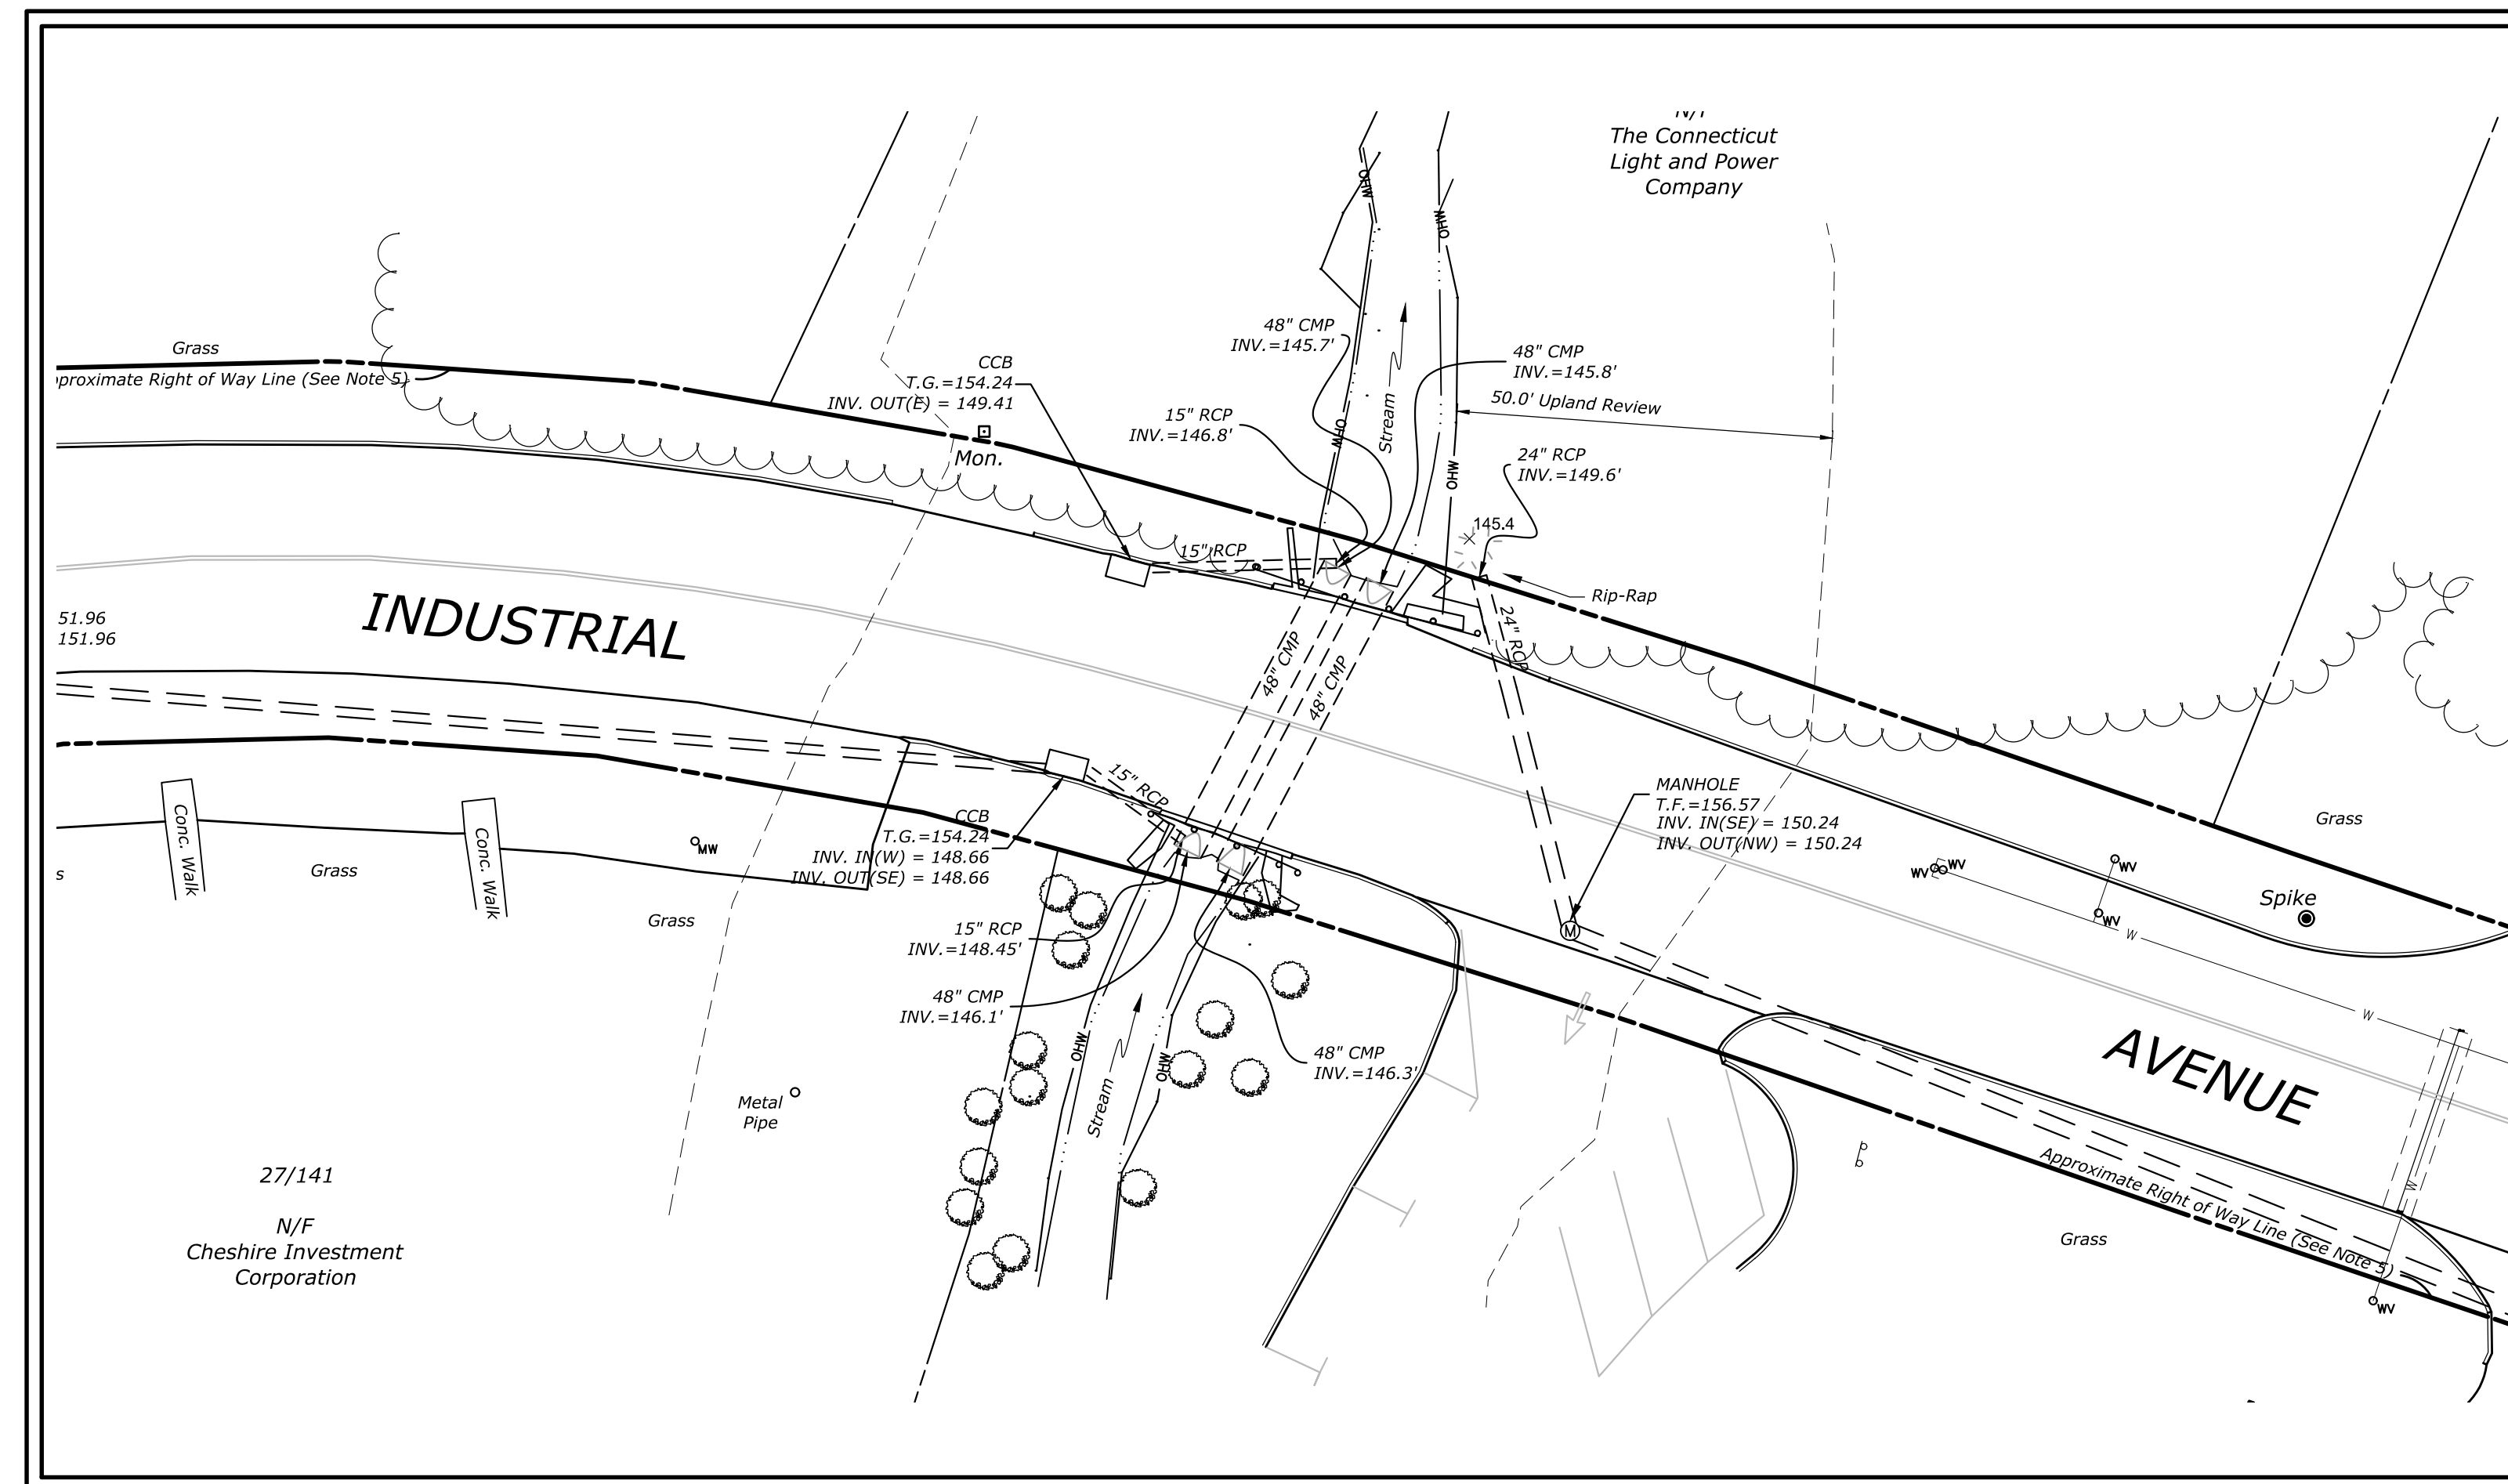 N/F
The Connecticut
Light and Power
Company
OHW
OHW
48" CMP
INV.=145.7'
48" CMP
INV.=145.8'
Grass
CCB
T.G.=154.24
INV. OUT(E) = 149.41
proximate Right of Way Line (See Note 5)
50.0' Upland Review
15" RCP
INV.=146.8'
Stream
OHW
OHW
Mon.
24" RCP
INV.=149.6'
145.4
15" RCP
Rip-Rap
51.96
151.96
INDUSTRIAL
24" RCP
48" CMP
48" CMP
15" RCP
MANHOLE
T.F.=156.57
INV. IN(SE) = 150.24
INV. OUT(NW) = 150.24
CCB
T.G.=154.24
INV. IN(W) = 148.66
INV. OUT(SE) = 148.66
Conc. Walk
Conc. Walk
MW
Grass
WV
WV
WV
WV
s
Grass
Grass
Spike
M
W
15" RCP
INV.=148.45'
48" CMP
INV.=146.1'
W
OHW
OHW
Stream
48" CMP
INV.=146.3'
AVENUE
Metal
Pipe
27/141
N/F
Cheshire Investment
Corporation
Approximate Right of Way Line (See Note 5)
W
Grass
WV